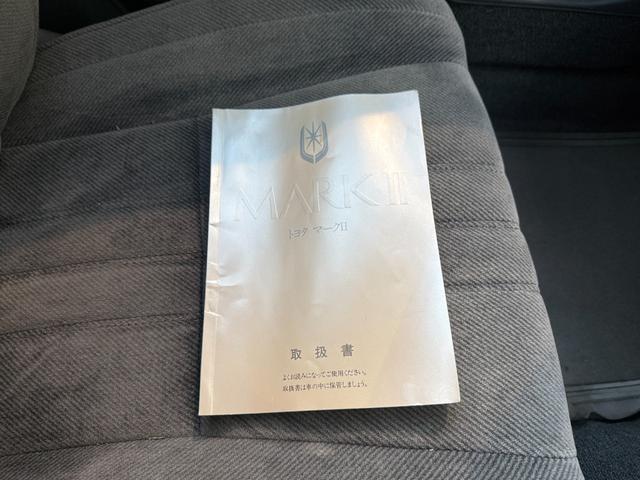 MARK II
トヨタ マークII
取扱書
よくお読みになってご使用ください。
取扱書は車の中に保管しましょう。